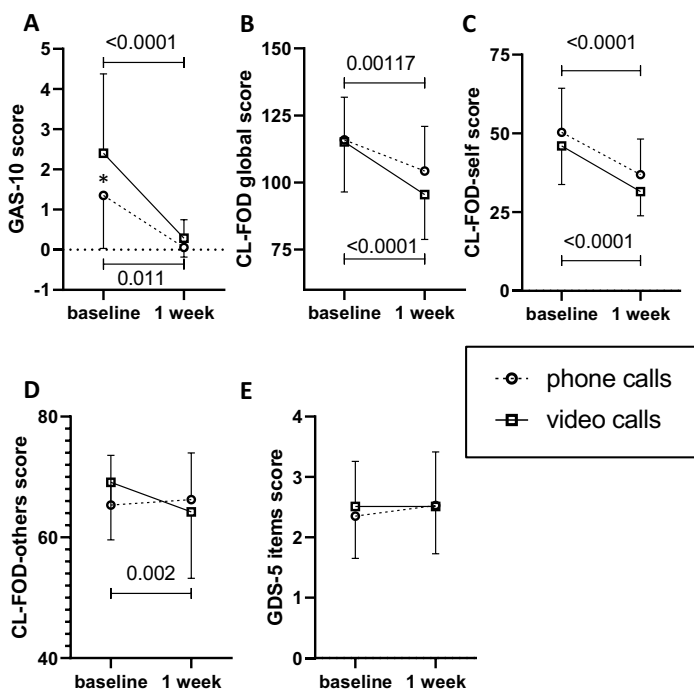 A
<0.0001
GAS-10 score
5
4
3
2
1
0
-1
*
0.011
baseline 1 week
B
0.00117
CL-FOD global score
150
125
100
75
<0.0001
baseline 1 week
C
<0.0001
CL-FOD-self score
75
50
25
0
<0.0001
baseline 1 week
phone calls
video calls
D
CL-FOD-others score
80
60
40
0.002
baseline 1 week
E
GDS-5 items score
4
3
2
1
0
baseline 1 week